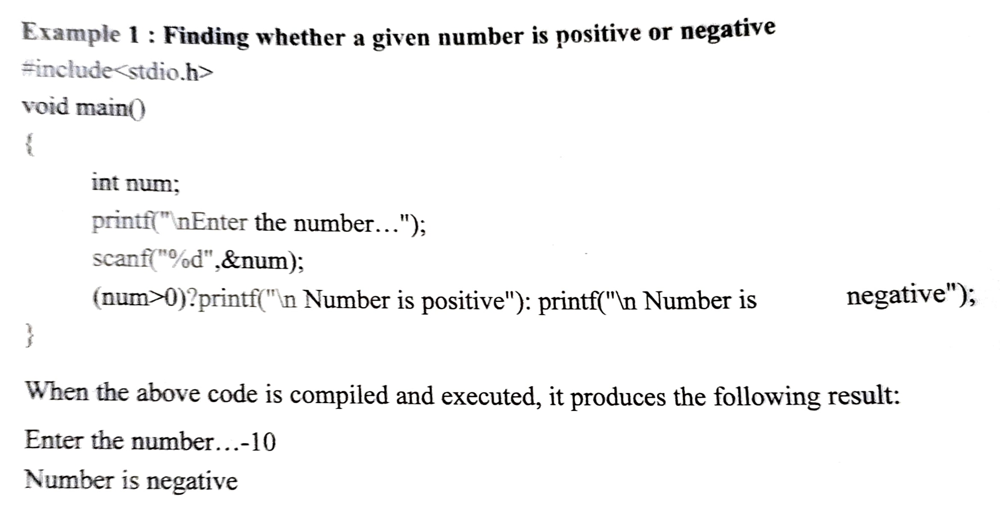 Example 1 : Finding whether a given number is positive or negative
#include<stdio.h>
void main()
{
int num;
printf("\nEnter the number...");
scanf("%d",&num);
(num>0)?printf("\n Number is positive"): printf("\n Number is negative");
}
When the above code is compiled and executed, it produces the following result:
Enter the number...-10
Number is negative